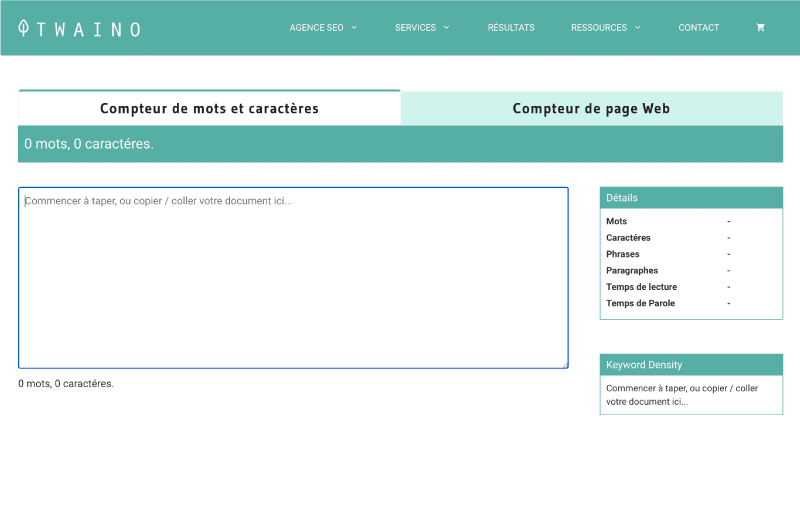 TWAINO
AGENCE SEO SERVICES RÉSULTATS RESSOURCES CONTACT
Compteur de mots et caractères
Compteur de page Web
0 mots, 0 caractéres.
Commencer à taper, ou copier / coller votre document ici...
0 mots, 0 caractéres.
Détails
Mots -
Caractéres -
Phrases -
Paragraphes -
Temps de lecture -
Temps de Parole -
Keyword Density
Commencer à taper, ou copier / coller
votre document ici...